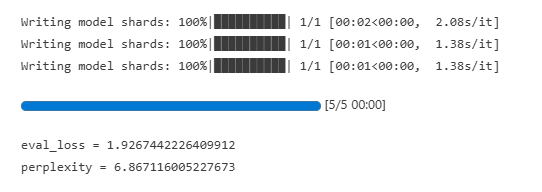 Writing model shards: 100%|██████████| 1/1 [00:02<00:00,  2.08s/it]
Writing model shards: 100%|██████████| 1/1 [00:01<00:00,  1.38s/it]
Writing model shards: 100%|██████████| 1/1 [00:01<00:00,  1.38s/it]
[5/5 00:00]
eval_loss = 1.9267442226409912
perplexity = 6.867116005227673